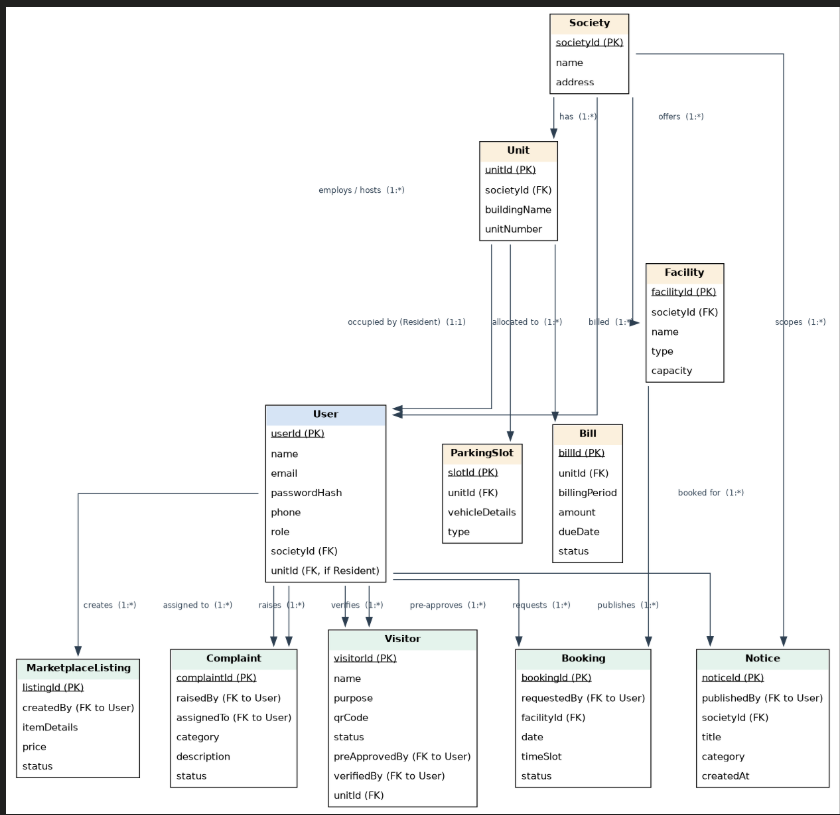 Society
societyId (PK)
name
address
has (1:*)
offers (1:*)
Unit
unitId (PK)
societyId (FK)
buildingName
unitNumber
employs / hosts (1:*)
Facility
facilityId (PK)
societyId (FK)
name
type
capacity
occupied by (Resident) (1:1)
allocated to (1:*)
billed (1:*)
scopes (1:*)
User
userId (PK)
name
email
passwordHash
phone
role
societyId (FK)
unitId (FK, if Resident)
ParkingSlot
slotId (PK)
unitId (FK)
vehicleDetails
type
Bill
billId (PK)
unitId (FK)
billingPeriod
amount
dueDate
status
booked for (1:*)
creates (1:*)
assigned to (1:*)
raises (1:*)
verifies (1:*)
pre-approves (1:*)
requests (1:*)
publishes (1:*)
MarketplaceListing
listingId (PK)
createdBy (FK to User)
itemDetails
price
status
Complaint
complaintId (PK)
raisedBy (FK to User)
assignedTo (FK to User)
category
description
status
Visitor
visitorId (PK)
name
purpose
qrCode
status
preApprovedBy (FK to User)
verifiedBy (FK to User)
unitId (FK)
Booking
bookingId (PK)
requestedBy (FK to User)
facilityId (FK)
date
timeSlot
status
Notice
noticeId (PK)
publishedBy (FK to User)
societyId (FK)
title
category
createdAt